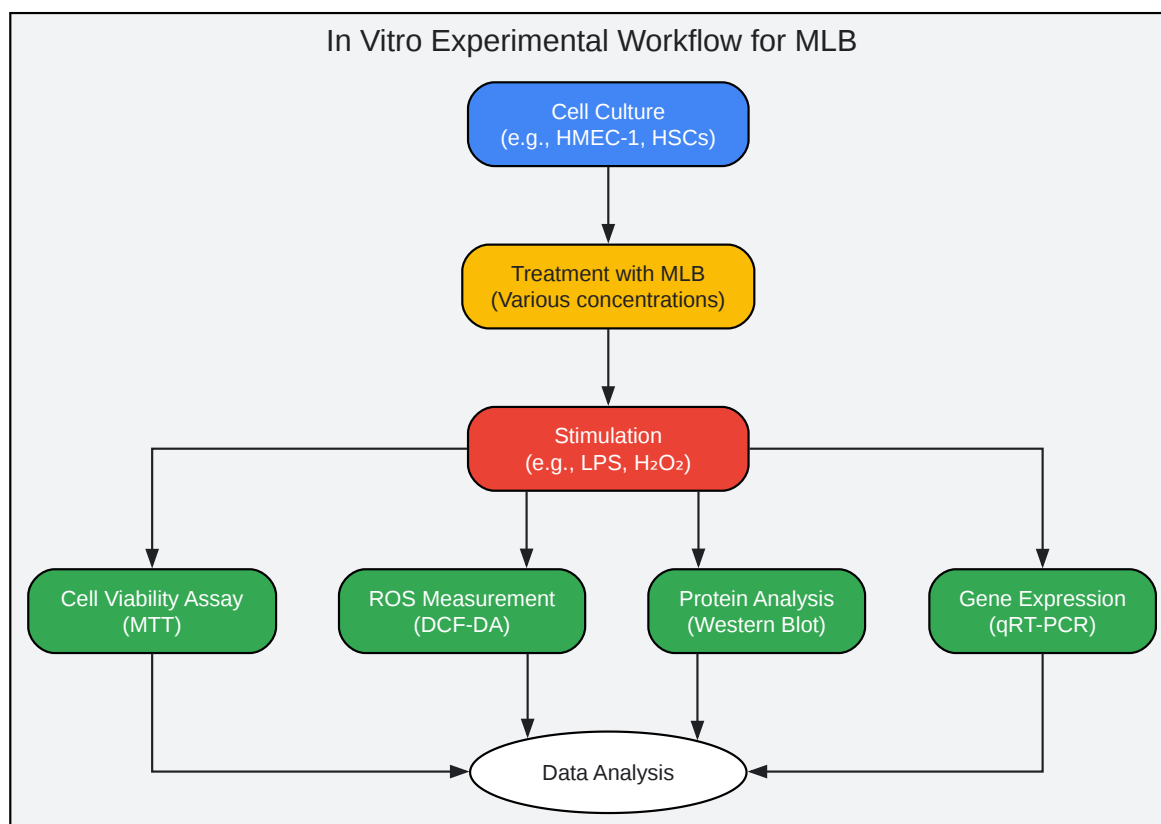 In Vitro Experimental Workflow for MLB
Cell Culture
(e.g., HMEC-1, HSCs)
Treatment with MLB
(Various concentrations)
Stimulation
(e.g., LPS, H₂O₂)
Cell Viability Assay
(MTT)
ROS Measurement
(DCF-DA)
Protein Analysis
(Western Blot)
Gene Expression
(qRT-PCR)
Data Analysis